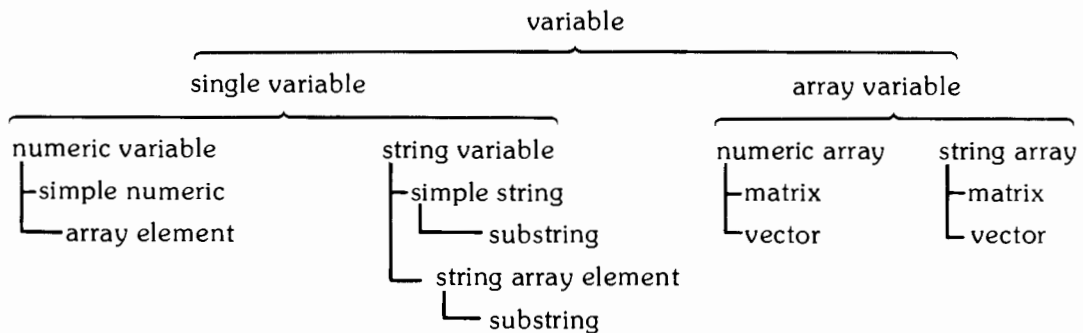 variable
single variable array variable
numeric variable string variable numeric array string array
simple numeric simple string matrix matrix
array element substring vector vector
string array element
substring